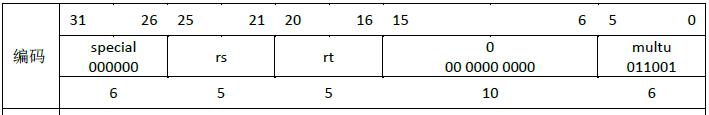 31 26 25 21 20 16 15 6 5 0
编码
special rs rt 0 multu
000000 00 0000 0000 011001
6 5 5 10 6